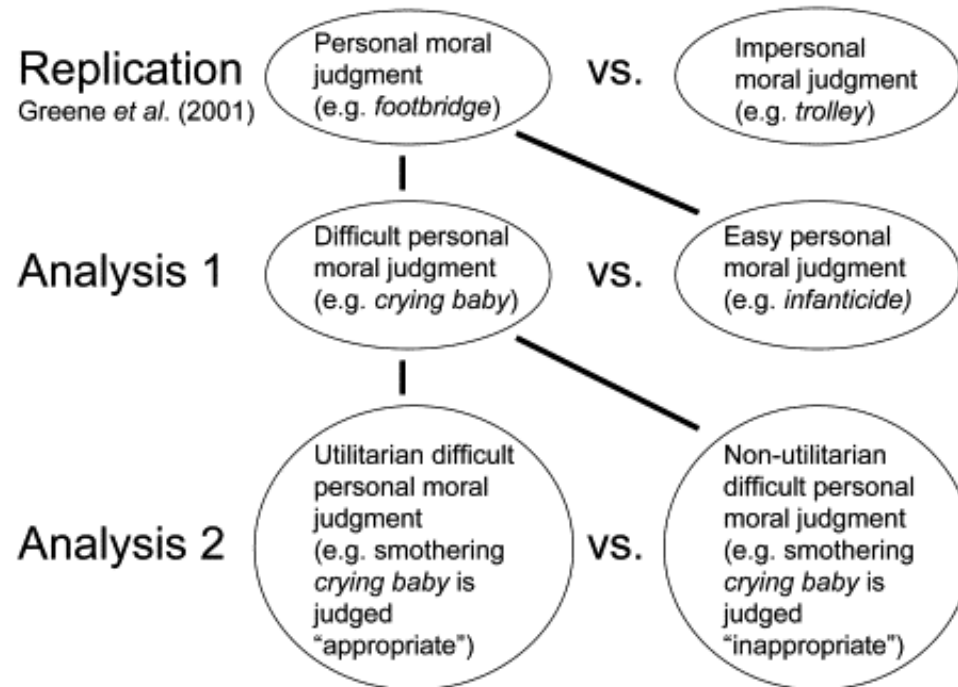 Replication
Greene et al. (2001)
Personal moral
judgment
(e.g. footbridge)
vs.
Impersonal
moral judgment
(e.g. trolley)
Analysis 1
Difficult personal
moral judgment
(e.g. crying baby)
vs.
Easy personal
moral judgment
(e.g. infanticide)
Analysis 2
Utilitarian difficult
personal moral
judgment
(e.g. smothering
crying baby is
judged
“appropriate”)
vs.
Non-utilitarian
difficult personal
moral judgment
(e.g. smothering
crying baby is
judged
“inappropriate”)